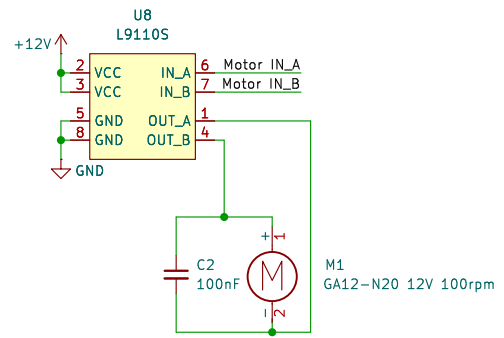 U8
L9110S
+12V
2 VCC IN_A 6 Motor IN_A
3 VCC IN_B 7 Motor IN_B
5 GND OUT_A 1
8 GND OUT_B 4
GND
+ 1
C2
100nF
M
M1
GA12-N20 12V 100rpm
- 2